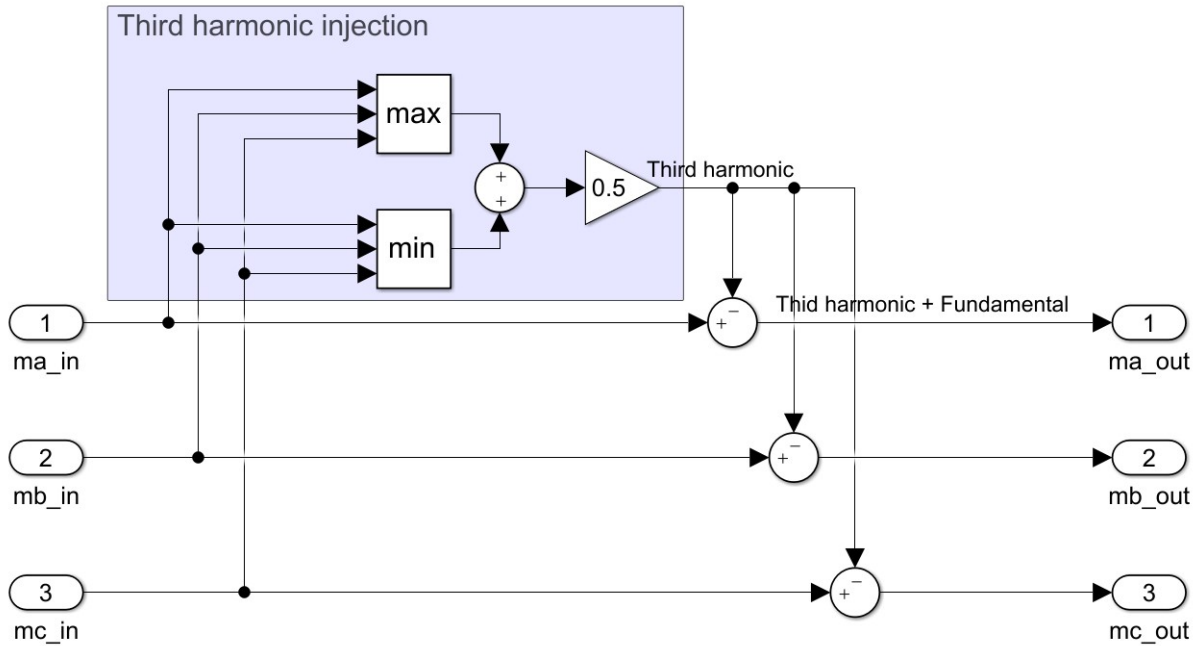 Third harmonic injection
max
+
+
0.5
Third harmonic
min
1
ma_in
+ −
Thid harmonic + Fundamental
1
ma_out
2
mb_in
+ −
2
mb_out
3
mc_in
+ −
3
mc_out